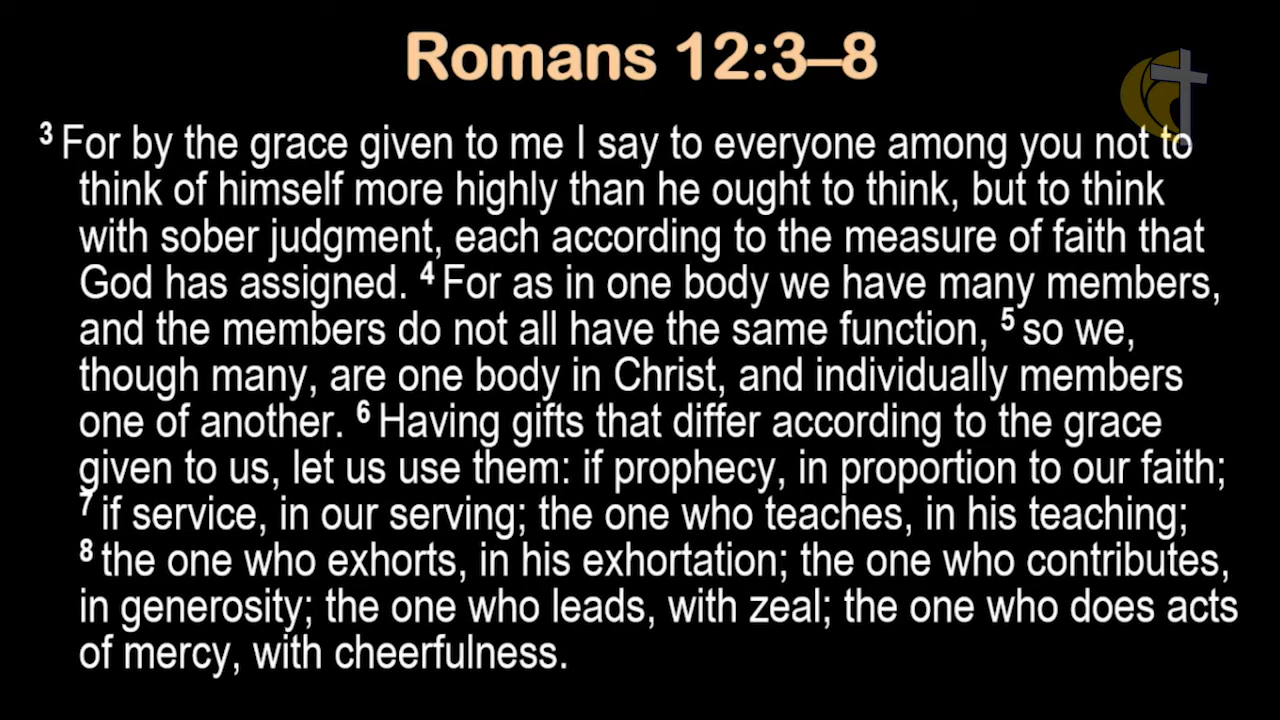 Romans 12:3–8
3 For by the grace given to me I say to everyone among you not to
think of himself more highly than he ought to think, but to think
with sober judgment, each according to the measure of faith that
God has assigned. 4 For as in one body we have many members,
and the members do not all have the same function, 5 so we,
though many, are one body in Christ, and individually members
one of another. 6 Having gifts that differ according to the grace
given to us, let us use them: if prophecy, in proportion to our faith;
7 if service, in our serving; the one who teaches, in his teaching;
8 the one who exhorts, in his exhortation; the one who contributes,
in generosity; the one who leads, with zeal; the one who does acts
of mercy, with cheerfulness.